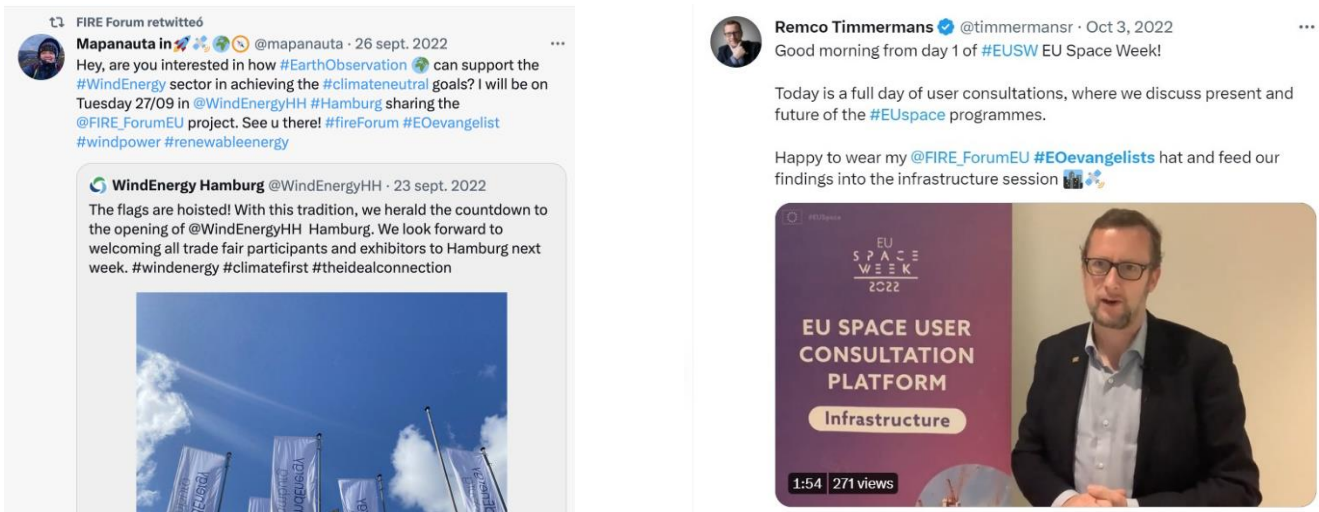 FIRE Forum retwitteó
Mapanauta in🚀🛰️🌍🧭 @mapanauta · 26 sept. 2022
Hey, are you interested in how #EarthObservation 🌍 can support the
#WindEnergy sector in achieving the #climateneutral goals? I will be on
Tuesday 27/09 in @WindEnergyHH #Hamburg sharing the
@FIRE_ForumEU project. See u there! #fireForum #EOevangelist
#windpower #renewableenergy
WindEnergy Hamburg @WindEnergyHH · 23 sept. 2022
The flags are hoisted! With this tradition, we herald the countdown to
the opening of @WindEnergyHH Hamburg. We look forward to
welcoming all trade fair participants and exhibitors to Hamburg next
week. #windenergy #climatefirst #theidealconnection
Remco Timmermans @timmermansr · Oct 3, 2022
Good morning from day 1 of #EUSW EU Space Week!
Today is a full day of user consultations, where we discuss present and
future of the #EUspace programmes.
Happy to wear my @FIRE_ForumEU #EOevangelists hat and feed our
findings into the infrastructure session 🏙️🛰️
#EUSpace
EU
SPACE
WEEK
2022
EU SPACE USER
CONSULTATION
PLATFORM
Infrastructure
1:54 271 views